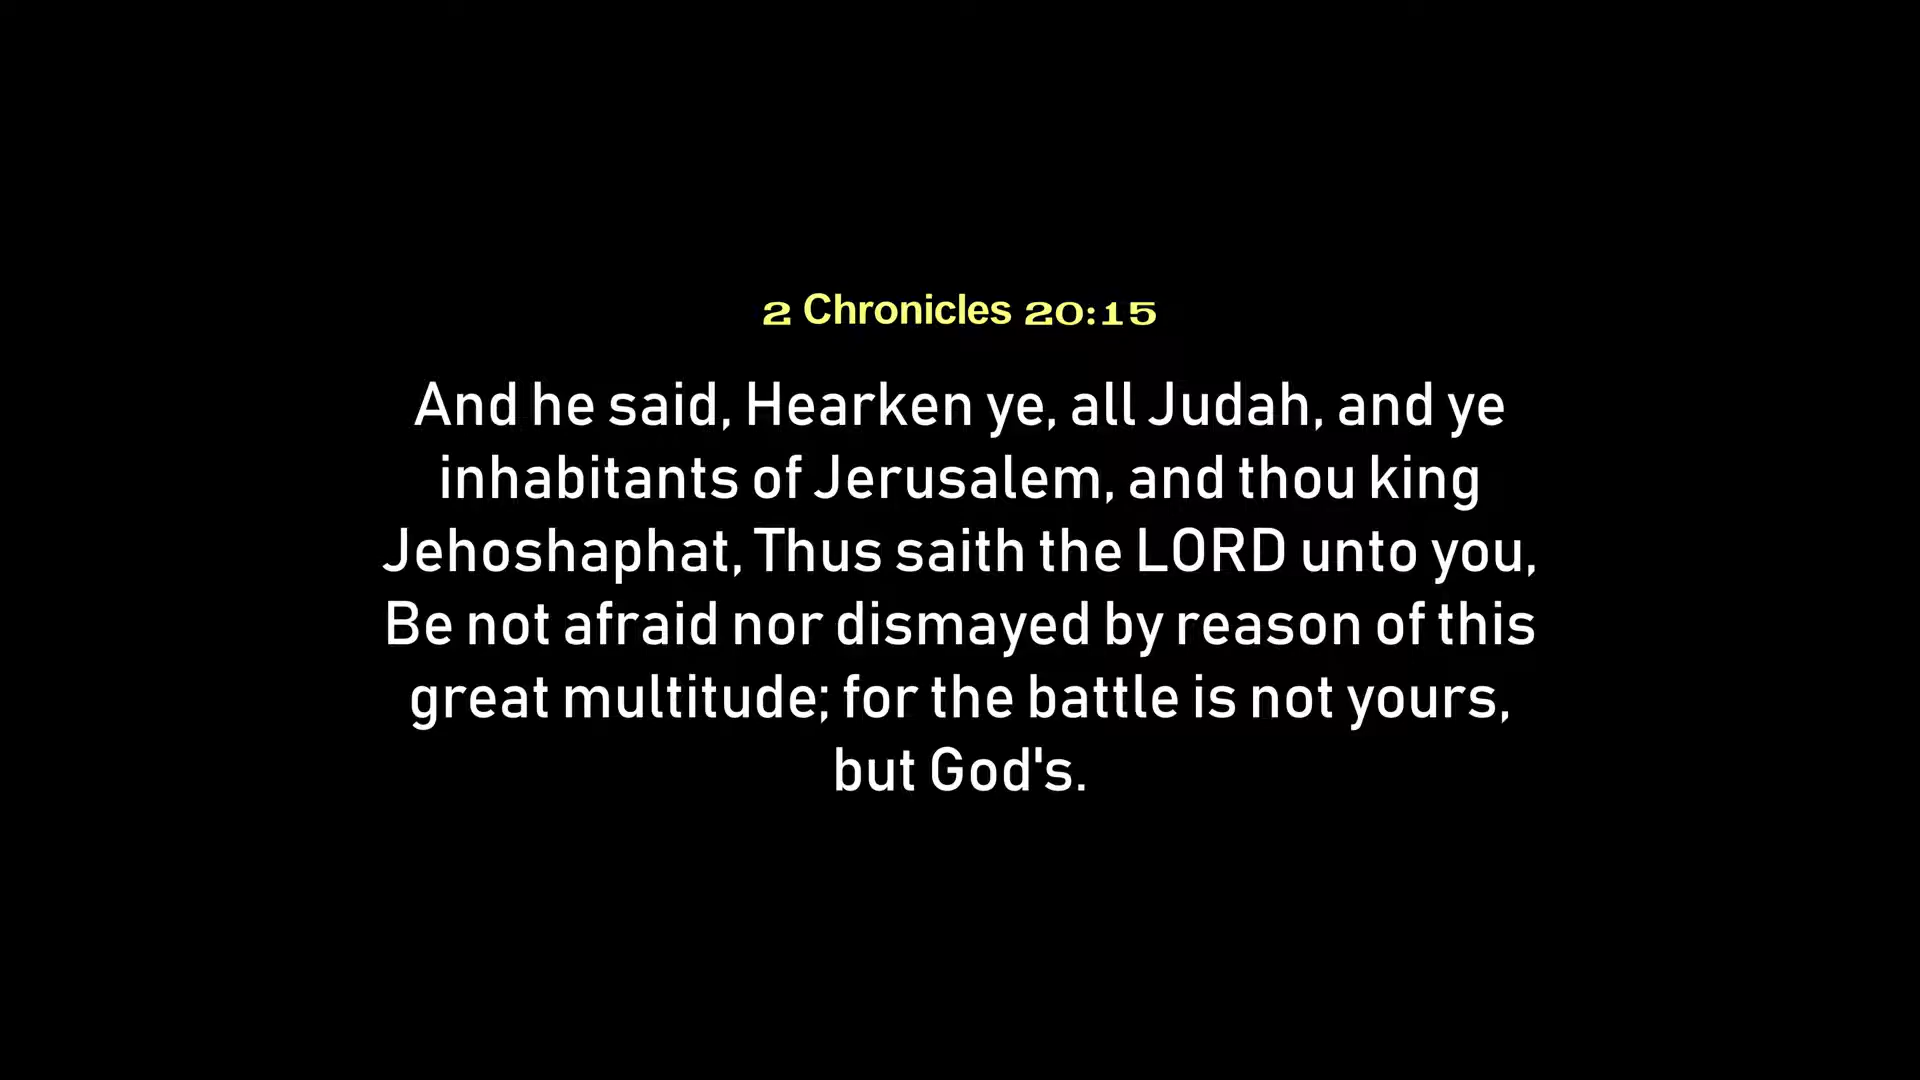 2 Chronicles 20:15
And he said, Hearken ye, all Judah, and ye
inhabitants of Jerusalem, and thou king
Jehoshaphat, Thus saith the LORD unto you,
Be not afraid nor dismayed by reason of this
great multitude; for the battle is not yours,
but God's.